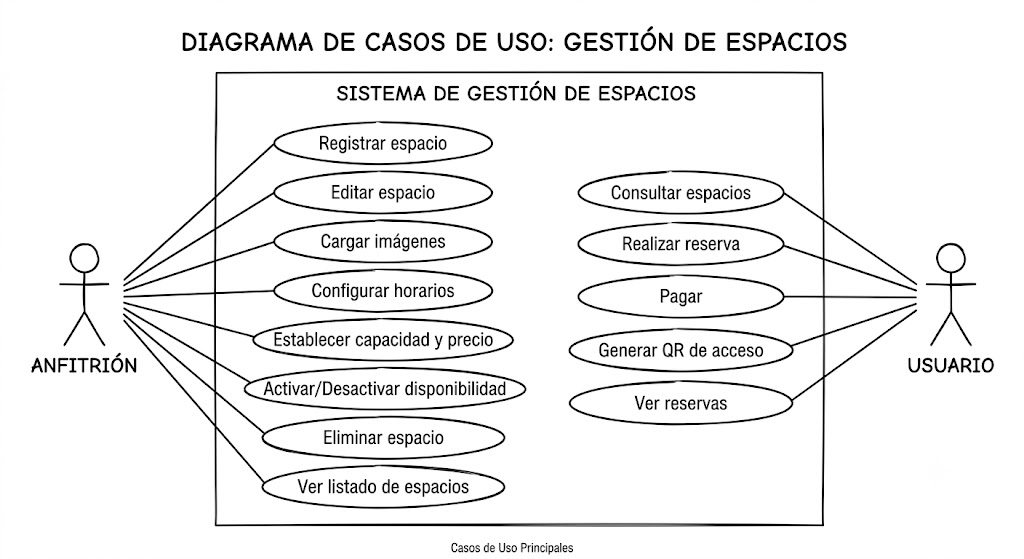 DIAGRAMA DE CASOS DE USO: GESTIÓN DE ESPACIOS
SISTEMA DE GESTIÓN DE ESPACIOS
Registrar espacio
Editar espacio
Cargar imágenes
Configurar horarios
Establecer capacidad y precio
Activar/Desactivar disponibilidad
Eliminar espacio
Ver listado de espacios
Consultar espacios
Realizar reserva
Pagar
Generar QR de acceso
Ver reservas
ANFITRIÓN
USUARIO
Casos de Uso Principales